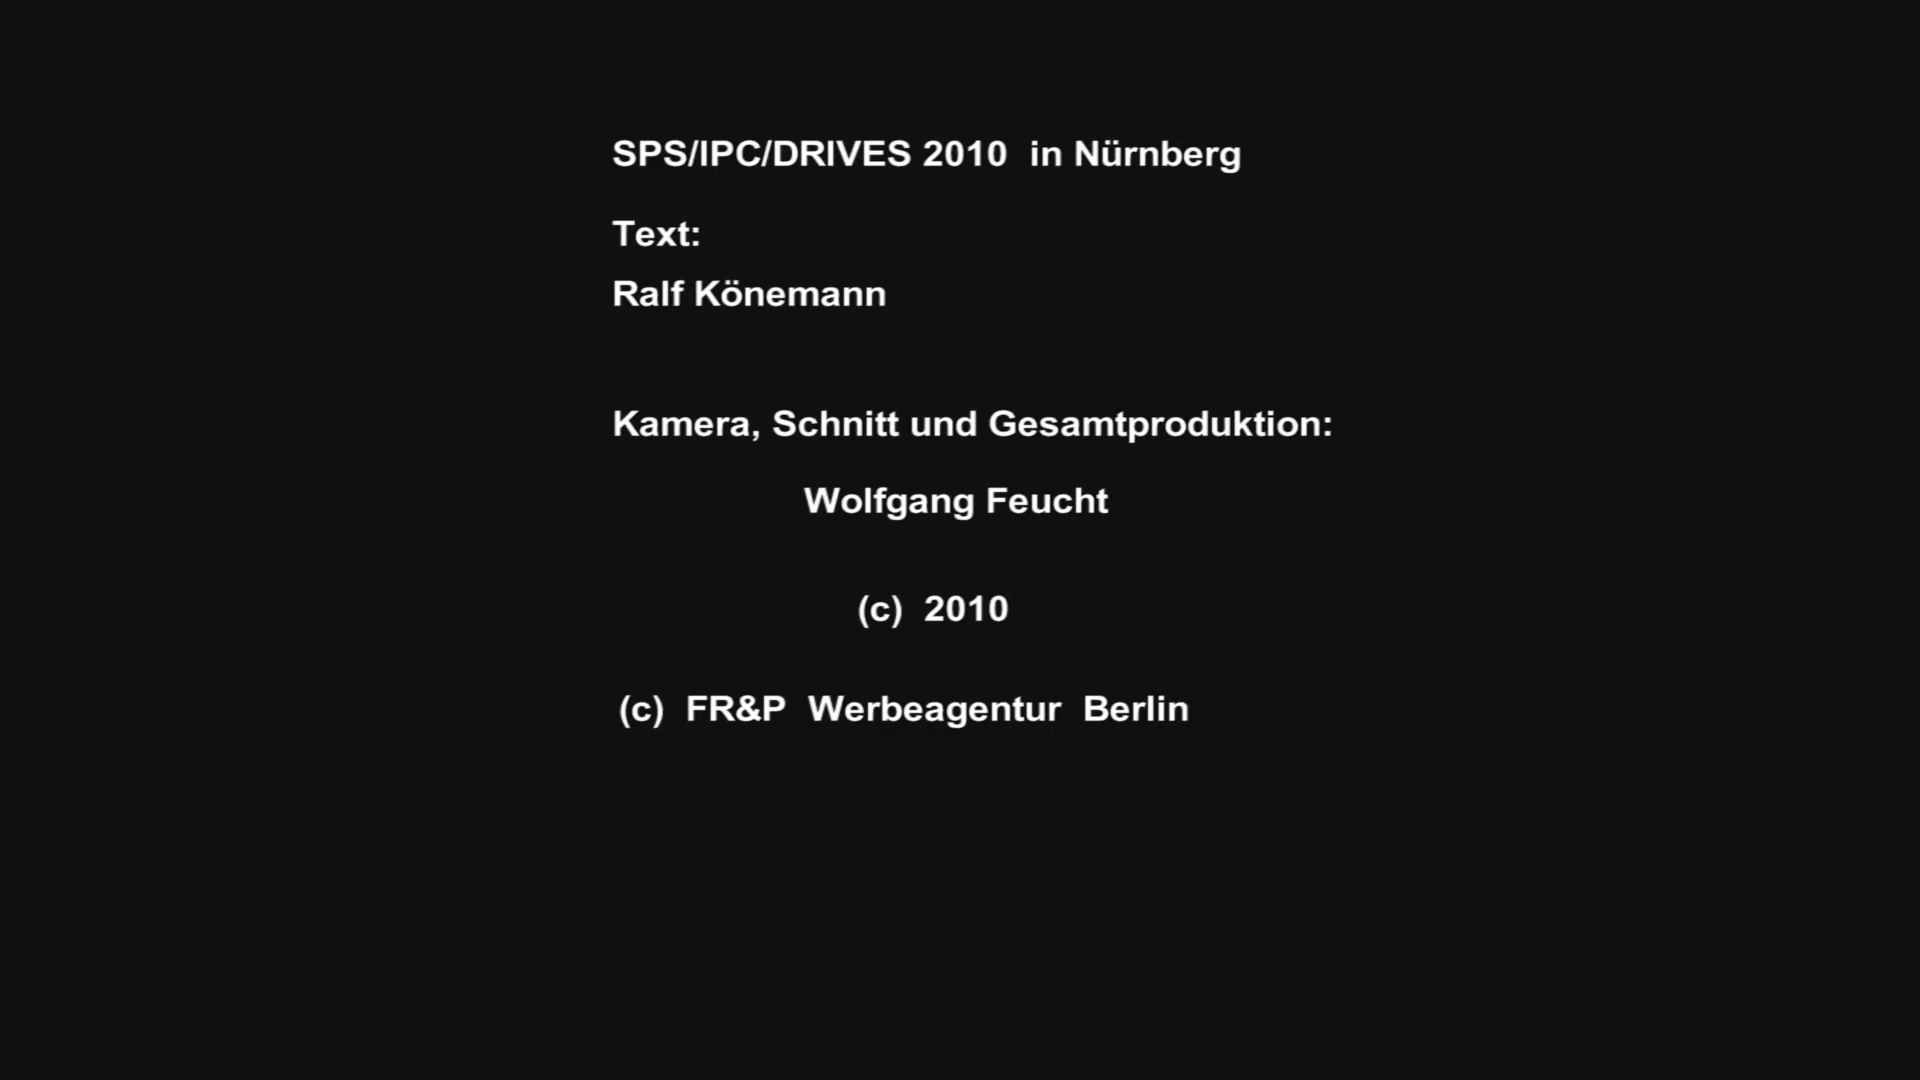 SPS/IPC/DRIVES 2010 in Nürnberg
Text:
Ralf Könemann
Kamera, Schnitt und Gesamtproduktion:
Wolfgang Feucht
(c) 2010
(c) FR&P Werbeagentur Berlin